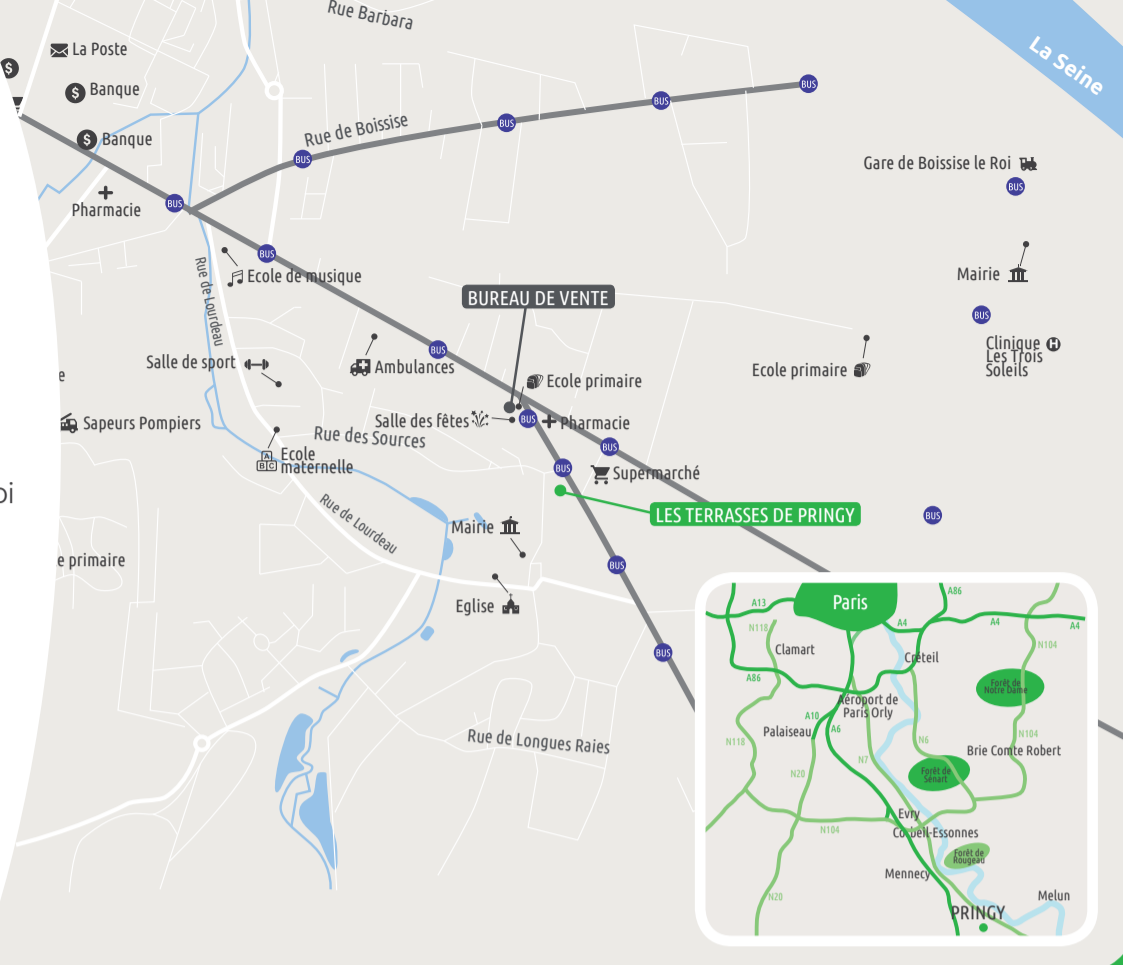 Rue Barbara
La Poste
$
Banque
$
La Seine
BUS
BUS
BUS
BUS
Rue de Boissise
$
Banque
Gare de Boissise le Roi
BUS
Pharmacie
BUS
BUS
Rue de Lourdeau
Ecole de musique
Mairie
BUREAU DE VENTE
BUS
Clinique
Les Trois
Soleils
H
BUS
Salle de sport
Ambulances
Ecole primaire
Ecole primaire
e
Sapeurs Pompiers
Salle des fêtes
BUS
Pharmacie
Rue des Sources
BUS
A
B C
Ecole
maternelle
BUS
Supermarché
oi
LES TERRASSES DE PRINGY
BUS
Rue de Lourdeau
Mairie
e primaire
BUS
Eglise
BUS
Rue de Longues Raies
Paris
A13
A86
N118
A4
A4
A4
Clamart
Créteil
N104
A86
Forêt de
Notre Dame
Aéroport de
Paris Orly
A10
A6
Palaiseau
N118
N6
N104
Brie Comte Robert
N7
N20
Forêt de
Sénart
Evry
N104
Corbeil-Essonnes
Forêt de
Rougeau
Mennecy
N20
Melun
PRINGY